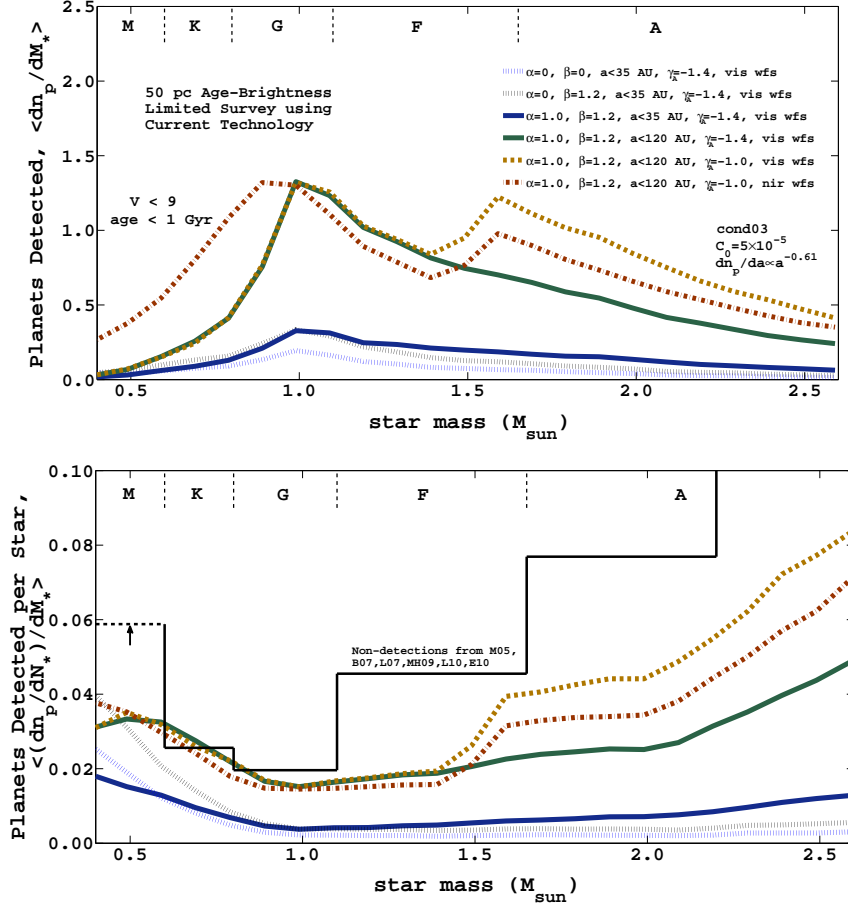 M K G F A
2.5
2.0
1.5
1.0
0.5
0.0
Planets Detected, <dn_p/dM_*>
50 pc Age-Brightness
Limited Survey using
Current Technology
V < 9
age < 1 Gyr
α=0, β=0, a<35 AU, γ_A=-1.4, vis wfs
α=0, β=1.2, a<35 AU, γ_A=-1.4, vis wfs
α=1.0, β=1.2, a<35 AU, γ_A=-1.4, vis wfs
α=1.0, β=1.2, a<120 AU, γ_A=-1.4, vis wfs
α=1.0, β=1.2, a<120 AU, γ_A=-1.0, vis wfs
α=1.0, β=1.2, a<120 AU, γ_A=-1.0, nir wfs
cond03
C_0=5×10^-5
dn_p/da∝a^-0.61
0.5 1.0 1.5 2.0 2.5
star mass (M_sun)
M K G F A
0.10
0.08
0.06
0.04
0.02
0.00
Planets Detected per Star,
<(dn_p/dN_*)/dM_*>
Non-detections from M05,
B07,L07,MH09,L10,E10
0.5 1.0 1.5 2.0 2.5
star mass (M_sun)